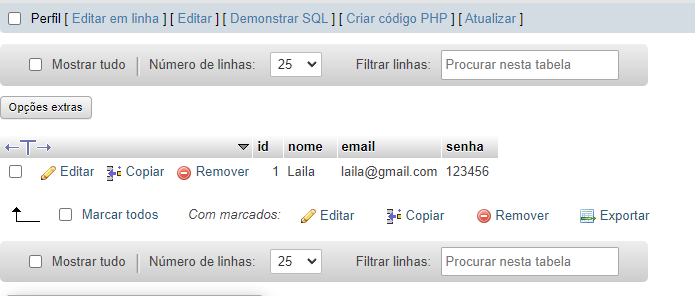 Perfil [ Editar em linha ] [ Editar ] [ Demonstrar SQL ] [ Criar código PHP ] [ Atualizar ]
Mostrar tudo | Número de linhas: 25 Filtrar linhas: Procurar nesta tabela
Opções extras
←T→ id nome email senha
Editar Copiar Remover 1 Laila laila@gmail.com 123456
Marcar todos Com marcados: Editar Copiar Remover Exportar
Mostrar tudo | Número de linhas: 25 Filtrar linhas: Procurar nesta tabela